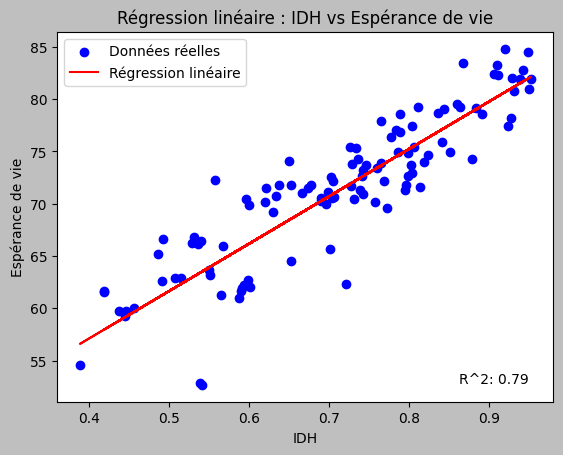 Régression linéaire : IDH vs Espérance de vie
Données réelles
Régression linéaire
85
80
75
70
65
60
55
Espérance de vie
R^2: 0.79
0.4 0.5 0.6 0.7 0.8 0.9
IDH